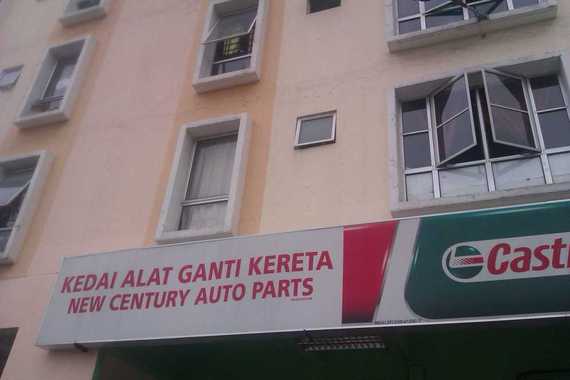 KEDAI ALAT GANTI KERETA
NEW CENTURY AUTO PARTS
Castr